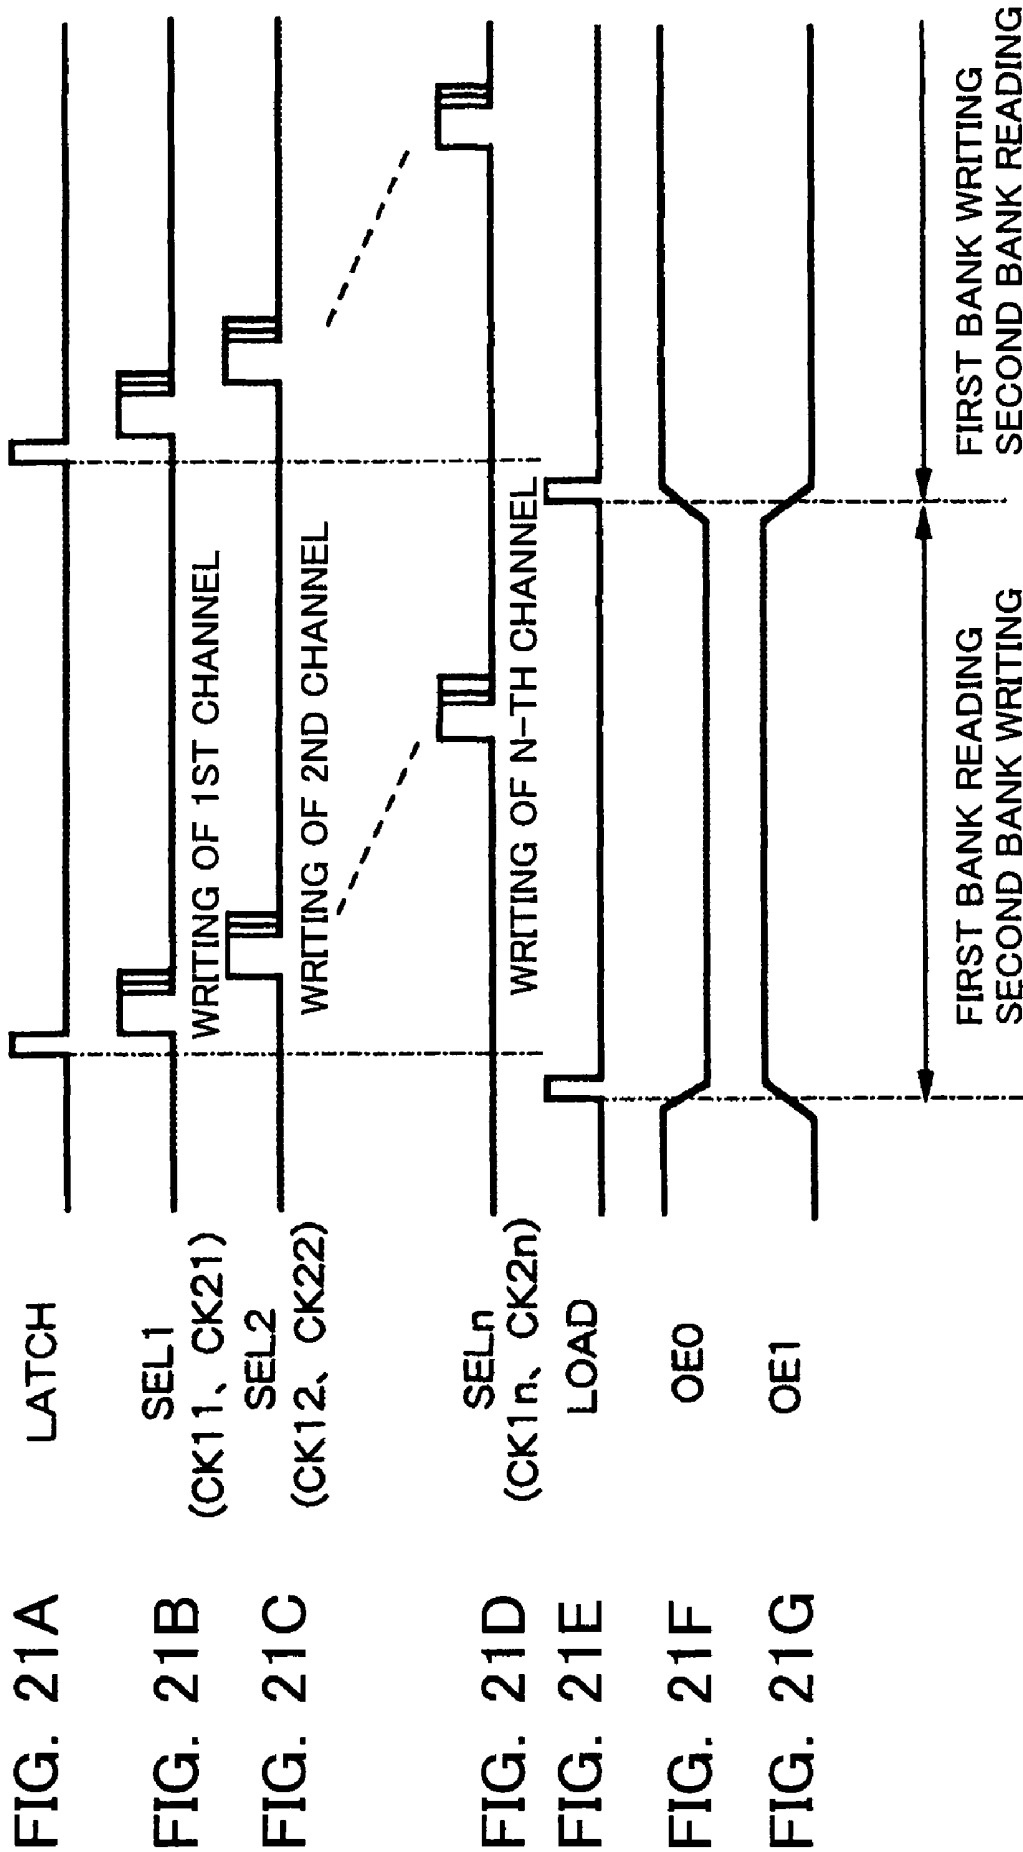 FIG. 21A
LATCH
FIG. 21B
SEL1
(CK11、CK21)
WRITING OF 1ST CHANNEL
FIG. 21C
SEL2
(CK12、CK22)
WRITING OF 2ND CHANNEL
FIG. 21D
SELn
(CK1n、CK2n)
WRITING OF N-TH CHANNEL
FIG. 21E
LOAD
FIG. 21F
OE0
FIG. 21G
OE1
FIRST BANK READING
SECOND BANK WRITING
FIRST BANK WRITING
SECOND BANK READING